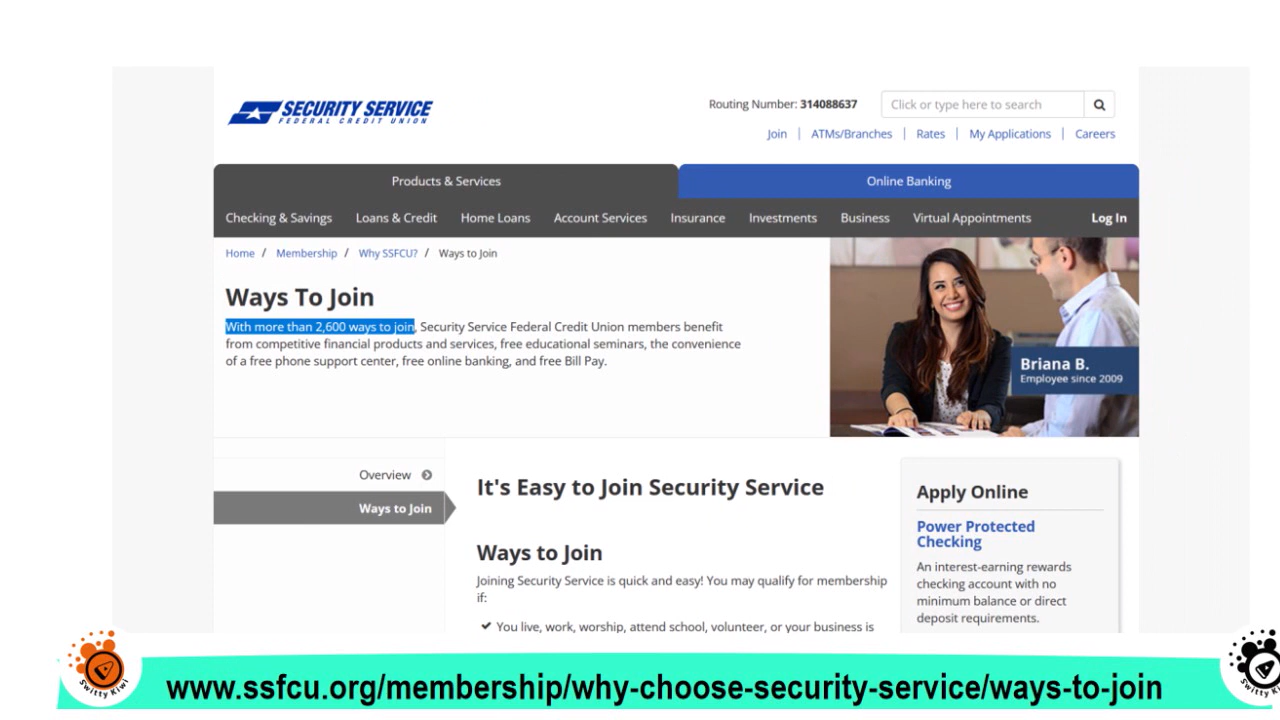 SECURITY SERVICE
FEDERAL CREDIT UNION
Routing Number: 314088637
Click or type here to search
Join | ATMs/Branches | Rates | My Applications | Careers
Products & Services
Online Banking
Checking & Savings Loans & Credit Home Loans Account Services Insurance Investments Business Virtual Appointments Log In
Home / Membership / Why SSFCU? / Ways to Join
Ways To Join
With more than 2,600 ways to join, Security Service Federal Credit Union members benefit
from competitive financial products and services, free educational seminars, the convenience
of a free phone support center, free online banking, and free Bill Pay.
Briana B.
Employee since 2009
Overview
Ways to Join
It's Easy to Join Security Service
Ways to Join
Joining Security Service is quick and easy! You may qualify for membership
if:
You live, work, worship, attend school, volunteer, or your business is
Apply Online
Power Protected
Checking
An interest-earning rewards
checking account with no
minimum balance or direct
deposit requirements.
Switty Kiwi
www.ssfcu.org/membership/why-choose-security-service/ways-to-join
Switty Kiwi